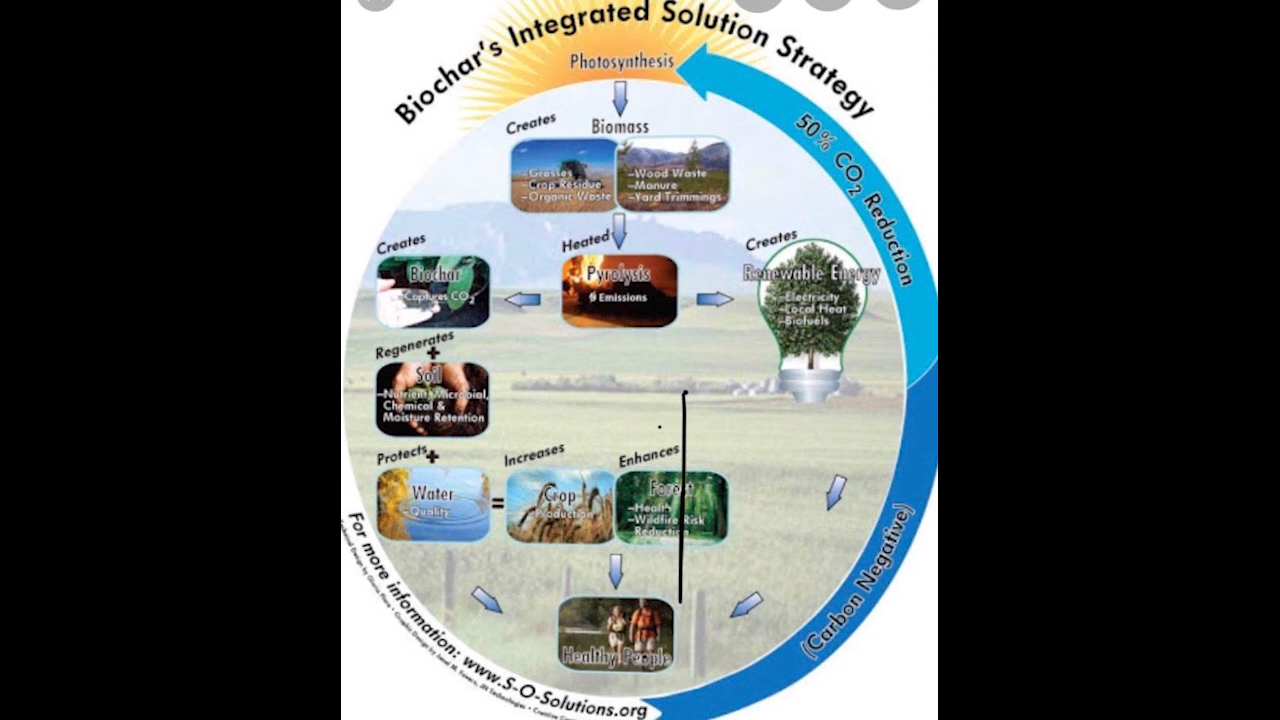 Biochar's Integrated Solution Strategy
Photosynthesis
50% CO₂ Reduction
Creates
Biomass
-Grasses
-Crop Residue
-Organic Waste
-Wood Waste
-Manure
-Yard Trimmings
Creates
Biochar
-Captures CO₂
Heated
Pyrolysis
Emissions
Creates
Renewable Energy
-Electricity
-Local Heat
-Biofuels
Regenerates
+
Soil
-Nutrient, Microbial,
Chemical &
Moisture Retention
Protects
+
Water
-Quality
=
Increases
Crop
Production
Enhances
Forest
-Health
-Wildfire Risk
Reduction
(Carbon Negative)
Healthy People
For more information: www.S-O-Solutions.org